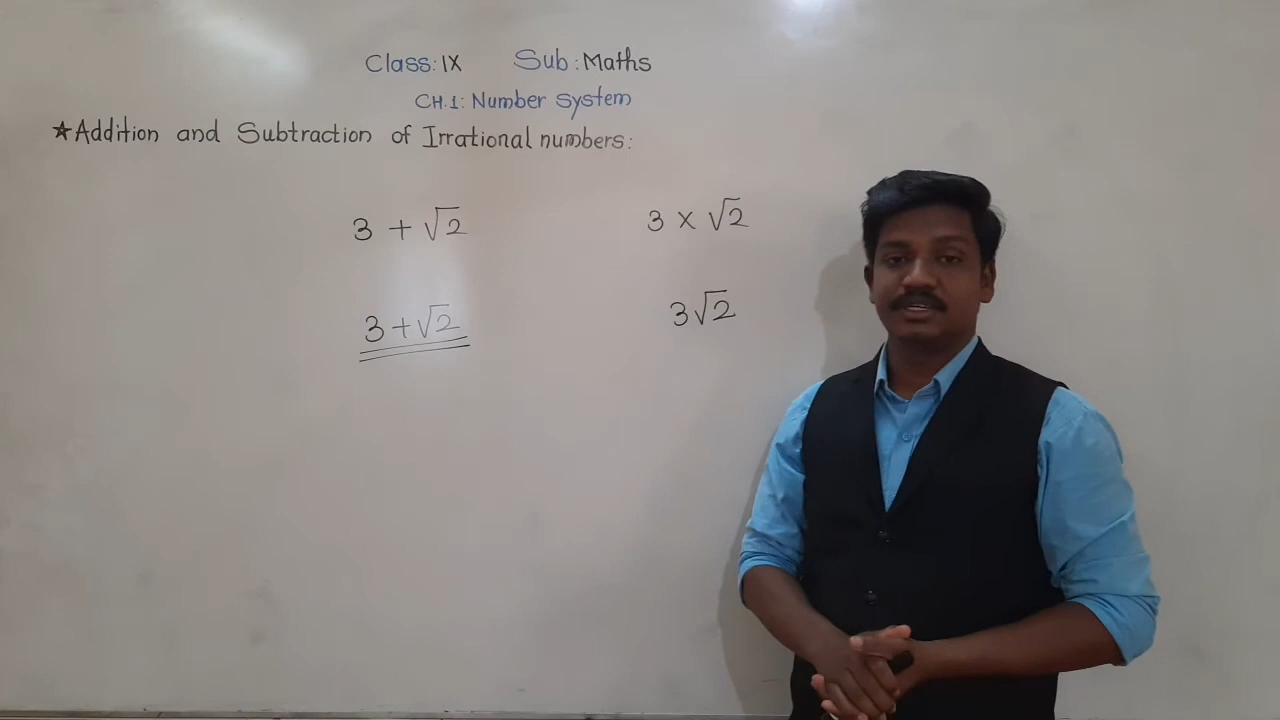 Class: IX Sub: Maths
CH.1: Number system
★Addition and Subtraction of Irrational numbers:
3 + √2 3 × √2
3+√2 3√2